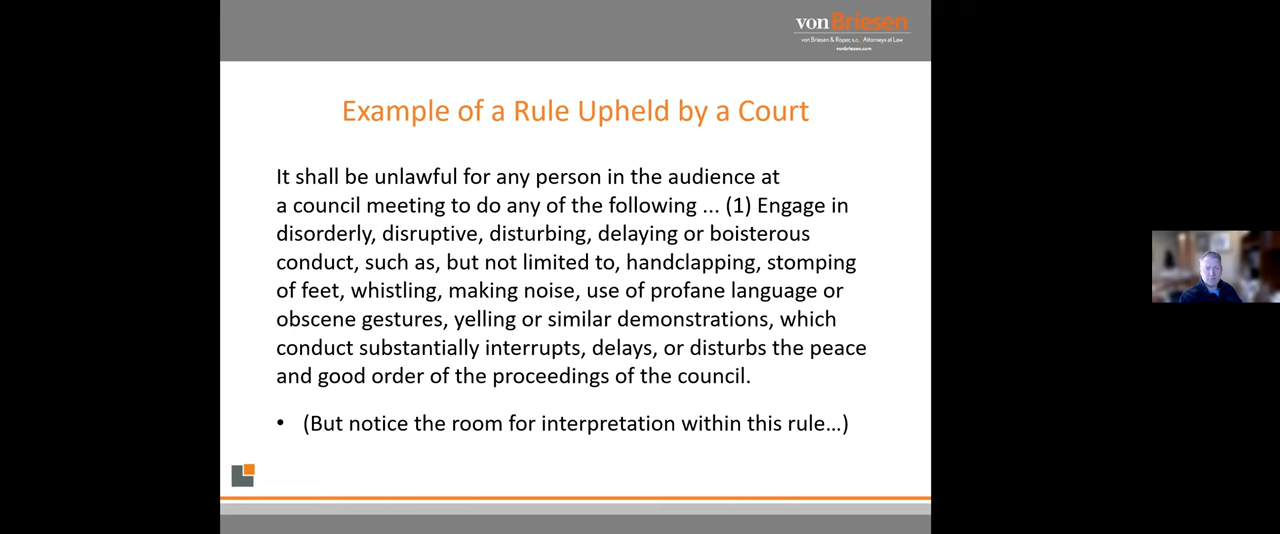 vonBriesen
von Briesen & Roper, s.c. Attorneys at Law
vonbriesen.com
Example of a Rule Upheld by a Court
It shall be unlawful for any person in the audience at
a council meeting to do any of the following ... (1) Engage in
disorderly, disruptive, disturbing, delaying or boisterous
conduct, such as, but not limited to, handclapping, stomping
of feet, whistling, making noise, use of profane language or
obscene gestures, yelling or similar demonstrations, which
conduct substantially interrupts, delays, or disturbs the peace
and good order of the proceedings of the council.
• (But notice the room for interpretation within this rule…)